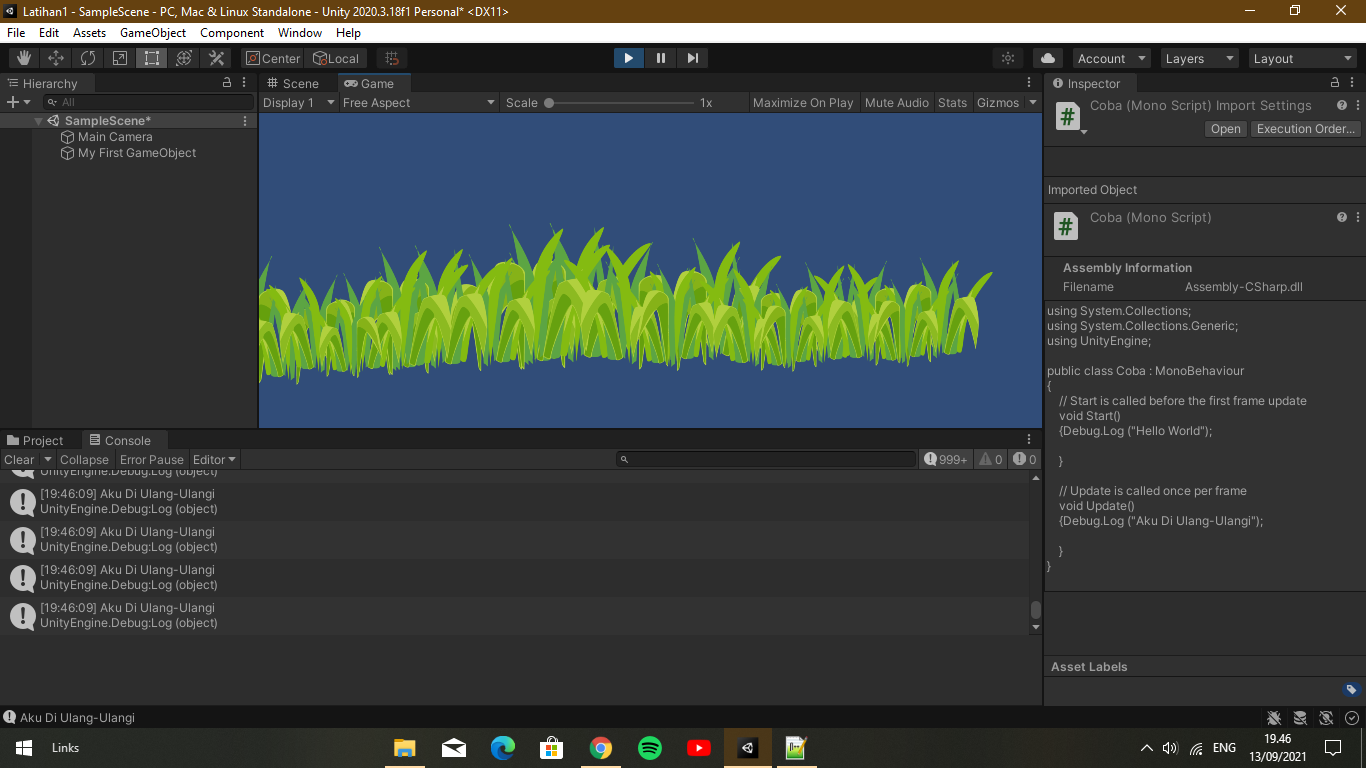 Latihan1 - SampleScene - PC, Mac & Linux Standalone - Unity 2020.3.18f1 Personal* <DX11>
File Edit Assets GameObject Component Window Help
Center Local Account Layers Layout
Hierarchy
All
SampleScene*
Main Camera
My First GameObject
Scene Game
Display 1 Free Aspect Scale 1x Maximize On Play Mute Audio Stats Gizmos
Inspector
Coba (Mono Script) Import Settings
Open Execution Order...
Imported Object
Coba (Mono Script)
Assembly Information
Filename Assembly-CSharp.dll
using System.Collections;
using System.Collections.Generic;
using UnityEngine;
public class Coba : MonoBehaviour
{
// Start is called before the first frame update
void Start()
{Debug.Log ("Hello World");
}
// Update is called once per frame
void Update()
{Debug.Log ("Aku Di Ulang-Ulangi");
}
}
Asset Labels
Project Console
Clear Collapse Error Pause Editor 999+ 0 0
UnityEngine.Debug:Log (object)
[19:46:09] Aku Di Ulang-Ulangi
UnityEngine.Debug:Log (object)
[19:46:09] Aku Di Ulang-Ulangi
UnityEngine.Debug:Log (object)
[19:46:09] Aku Di Ulang-Ulangi
UnityEngine.Debug:Log (object)
[19:46:09] Aku Di Ulang-Ulangi
UnityEngine.Debug:Log (object)
Aku Di Ulang-Ulangi
Links
ENG
19.46
13/09/2021